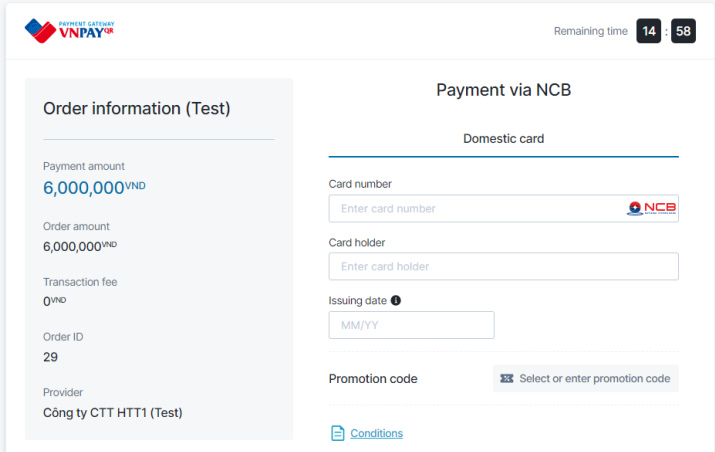 PAYMENT GATEWAY
VNPAYQR
Remaining time 14 : 58
Order information (Test)
Payment amount
6,000,000VND
Order amount
6,000,000VND
Transaction fee
0VND
Order ID
29
Provider
Công ty CTT HTT1 (Test)
Payment via NCB
Domestic card
Card number
Enter card number
NCB
Card holder
Enter card holder
Issuing date
MM/YY
Promotion code
Select or enter promotion code
Conditions